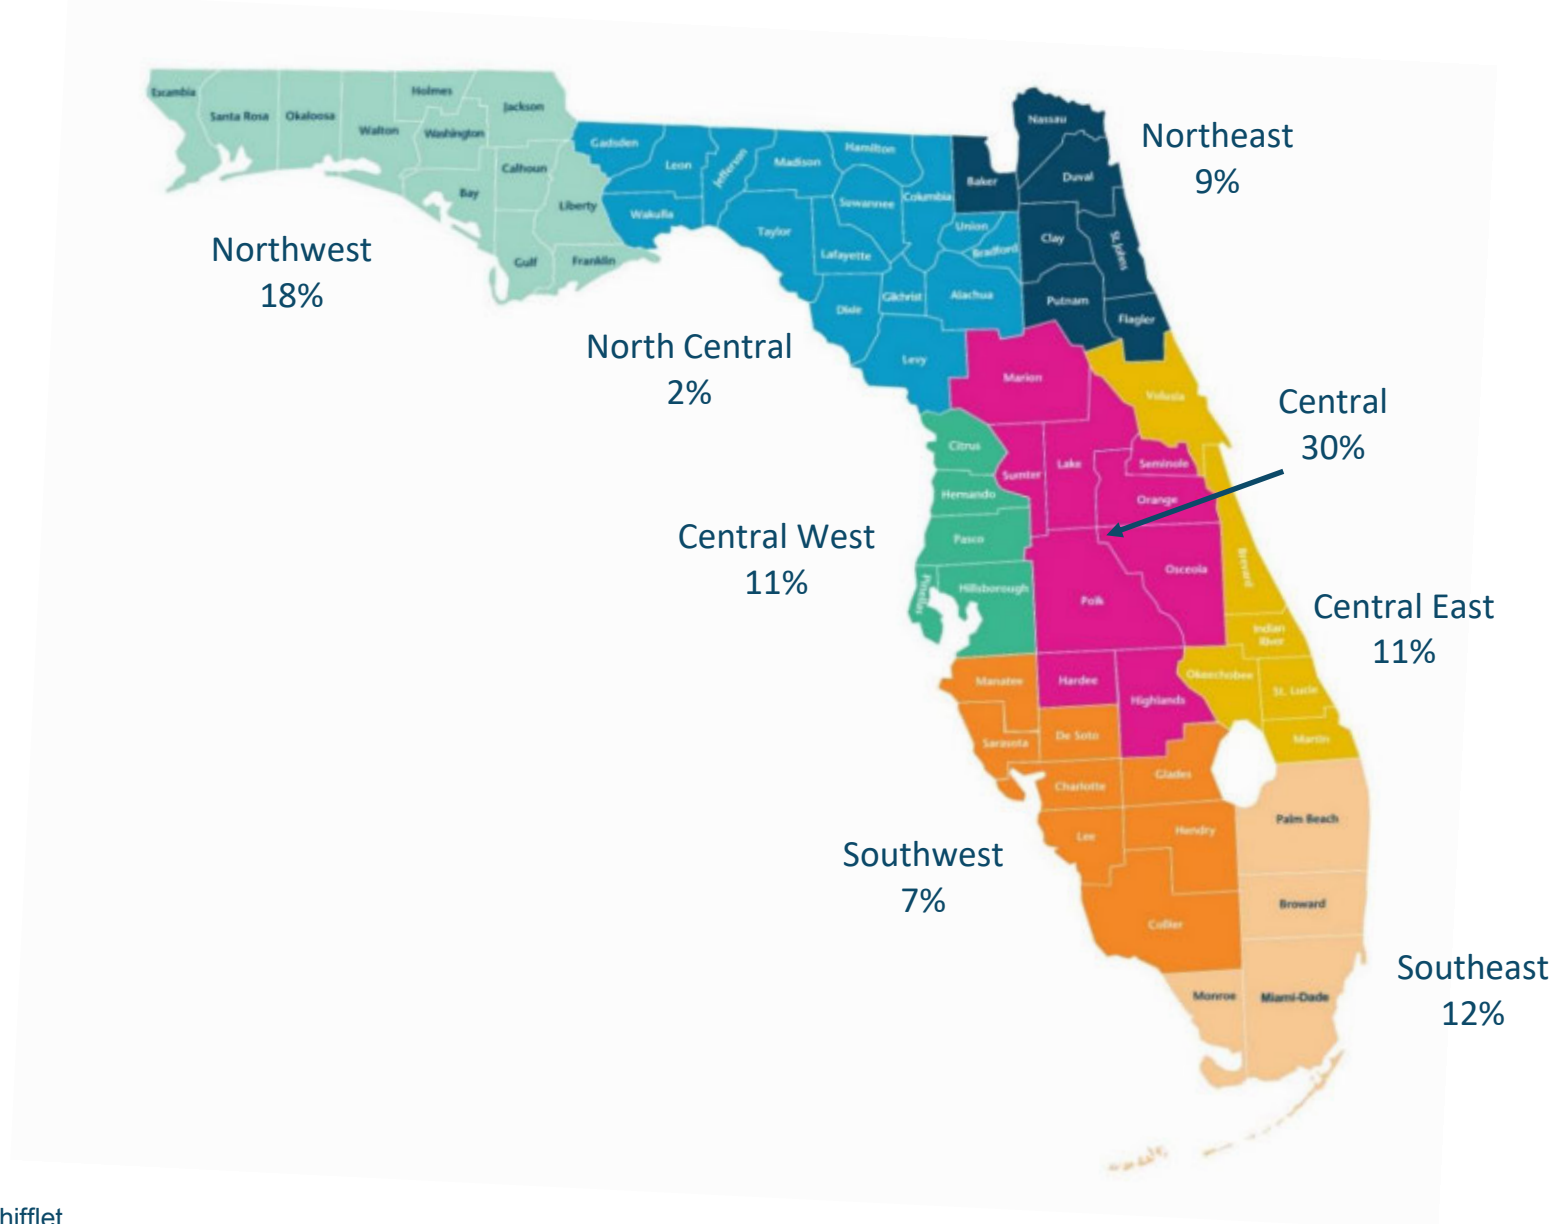 Nassau
Escambia
Holmes
Jackson
Santa Rosa
Okaloosa
Walton
Washington
Northeast
9%
Gadsden
Leon
Jefferson
Madison
Hamilton
Baker
Duval
Calhoun
Bay
Liberty
Wakulla
Suwannee
Columbia
Union
Bradford
Clay
St. Johns
Taylor
Lafayette
Northwest
18%
Gulf
Franklin
Dixie
Gilchrist
Alachua
Putnam
Flagler
North Central
2%
Levy
Marion
Volusia
Central
30%
Citrus
Sumter
Lake
Seminole
Hernando
Orange
Central West
11%
Pasco
Pinellas
Hillsborough
Polk
Osceola
Brevard
Central East
11%
Indian
River
Manatee
Hardee
Highlands
Okeechobee
St. Lucie
Sarasota
De Soto
Martin
Charlotte
Glades
Southwest
7%
Lee
Hendry
Palm Beach
Collier
Broward
Southeast
12%
Monroe
Miami-Dade
hifflet